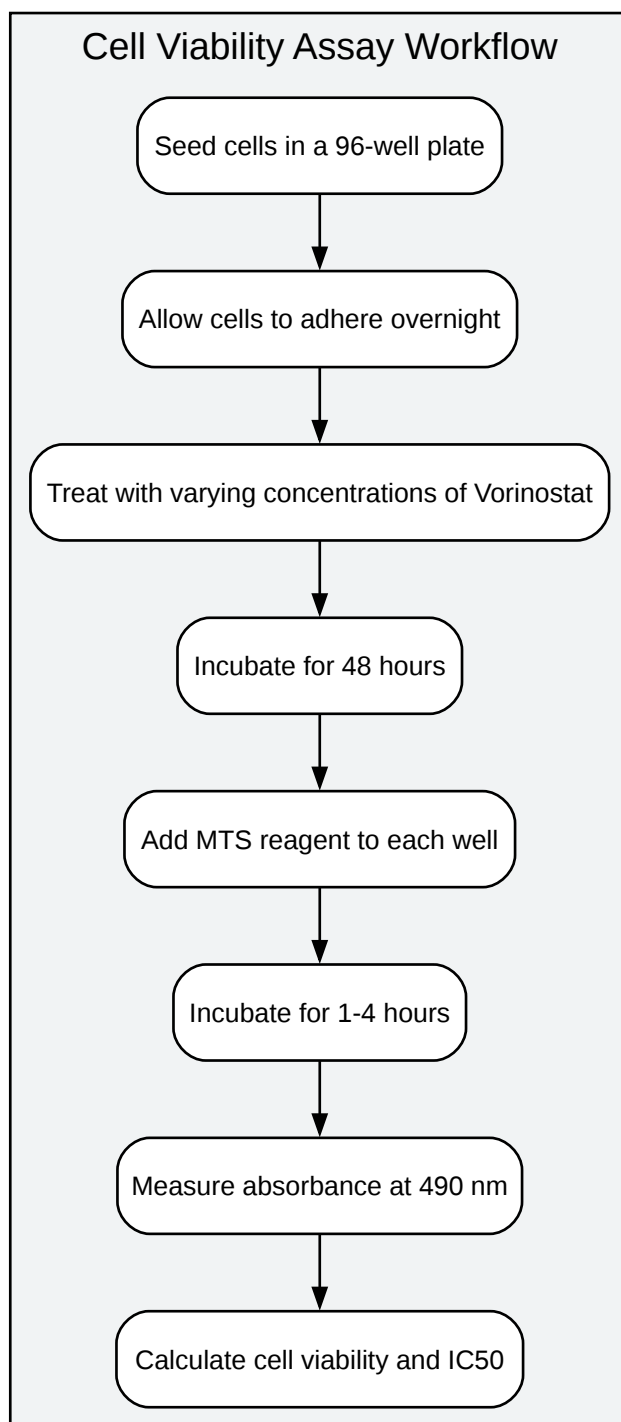 Cell Viability Assay Workflow
Seed cells in a 96-well plate
Allow cells to adhere overnight
Treat with varying concentrations of Vorinostat
Incubate for 48 hours
Add MTS reagent to each well
Incubate for 1-4 hours
Measure absorbance at 490 nm
Calculate cell viability and IC50